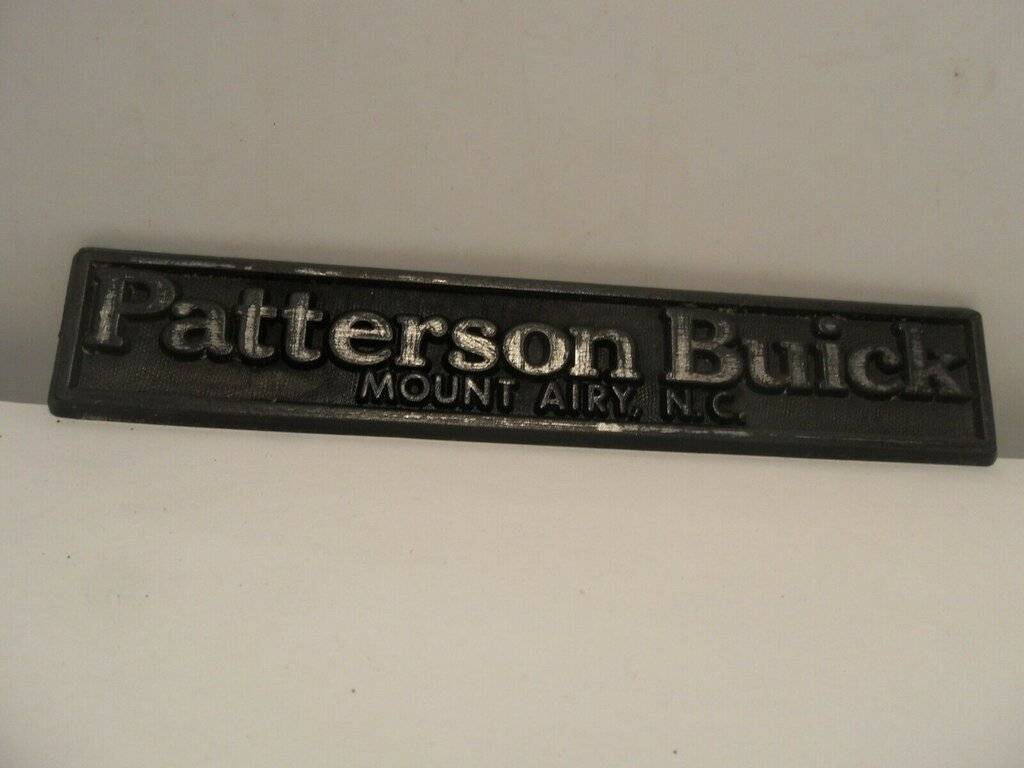 Patterson Buick
MOUNT AIRY, N.C.